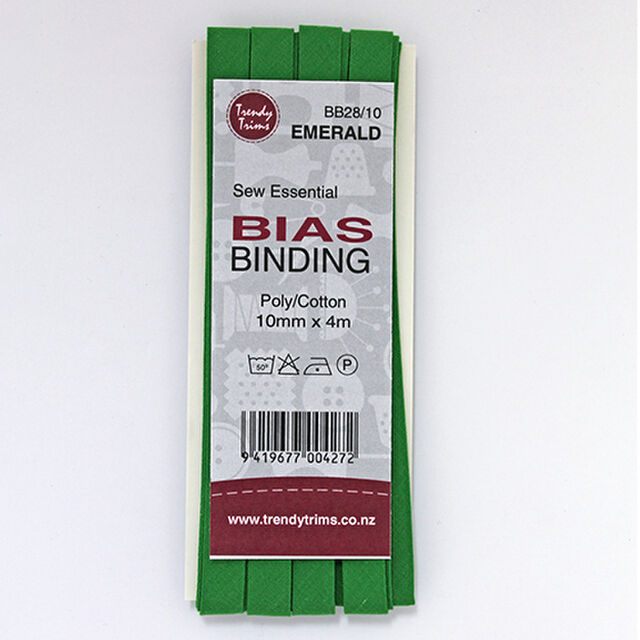 Trendy
Trims
BB28/10
EMERALD
Sew Essential
BIAS
BINDING
Poly/Cotton
10mm x 4m
50°
P
9 419677 004272
www.trendytrims.co.nz